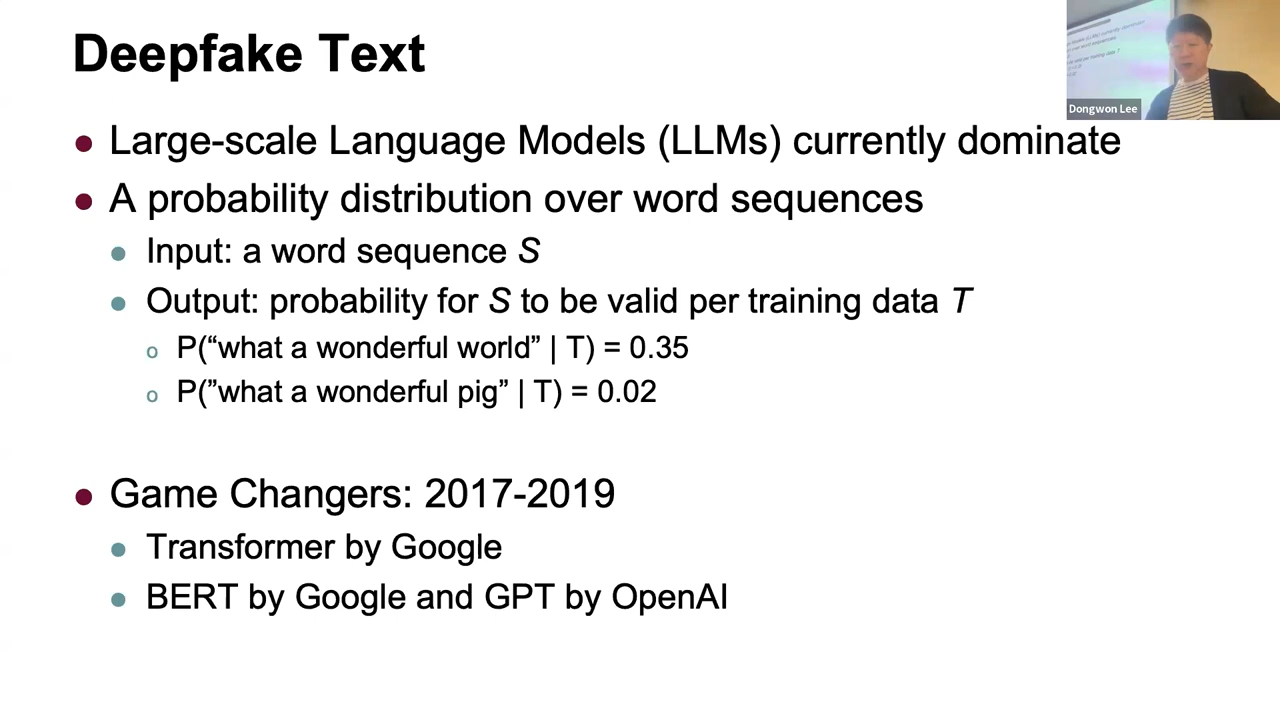 Deepfake Text
Dongwon Lee
● Large-scale Language Models (LLMs) currently dominate
● A probability distribution over word sequences
● Input: a word sequence S
● Output: probability for S to be valid per training data T
o P(“what a wonderful world” | T) = 0.35
o P(”what a wonderful pig” | T) = 0.02
● Game Changers: 2017-2019
● Transformer by Google
● BERT by Google and GPT by OpenAI